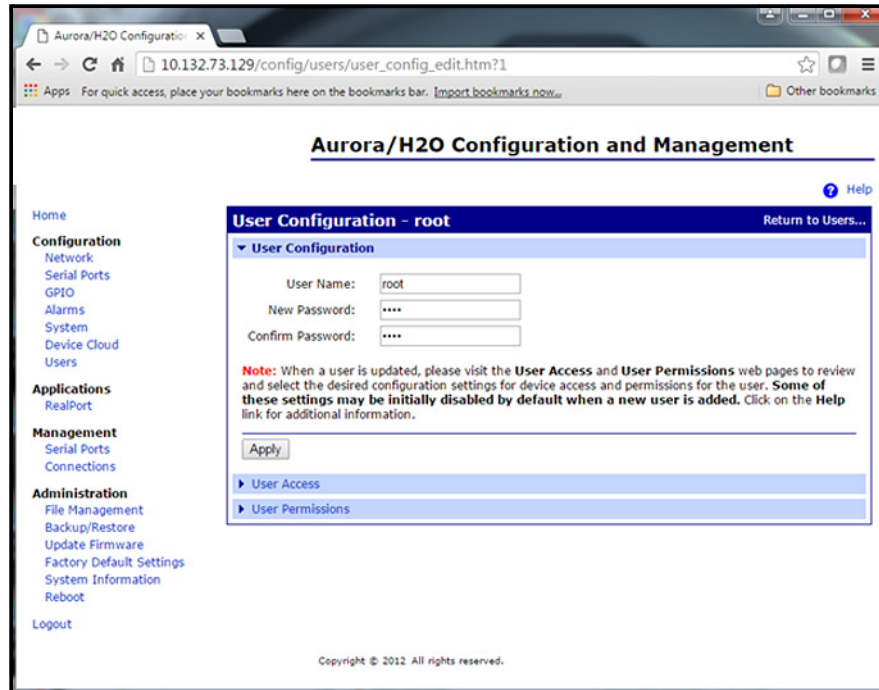 Aurora/H2O Configuratio
10.132.73.129/config/users/user_config_edit.htm?1
Apps For quick access, place your bookmarks here on the bookmarks bar. Import bookmarks now... Other bookmarks
Aurora/H2O Configuration and Management
Help
Home
Configuration
Network
Serial Ports
GPIO
Alarms
System
Device Cloud
Users
Applications
RealPort
Management
Serial Ports
Connections
Administration
File Management
Backup/Restore
Update Firmware
Factory Default Settings
System Information
Reboot
Logout
User Configuration - root Return to Users...
User Configuration
User Name: root
New Password: ••••
Confirm Password: ••••
Note: When a user is updated, please visit the User Access and User Permissions web pages to review
and select the desired configuration settings for device access and permissions for the user. Some of
these settings may be initially disabled by default when a new user is added. Click on the Help
link for additional information.
Apply
User Access
User Permissions
Copyright © 2012 All rights reserved.